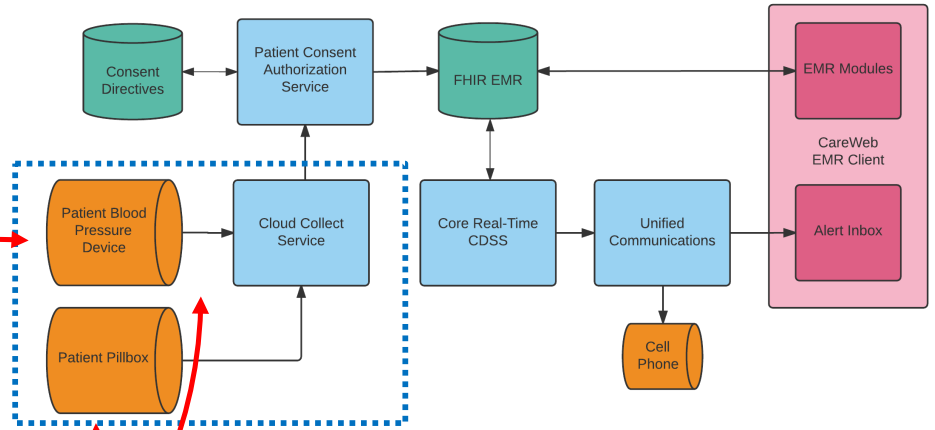 Consent
Directives
Patient Consent
Authorization
Service
FHIR EMR
EMR Modules
CareWeb
EMR Client
Patient Blood
Pressure
Device
Cloud Collect
Service
Core Real-Time
CDSS
Unified
Communications
Alert Inbox
Patient Pillbox
Cell
Phone